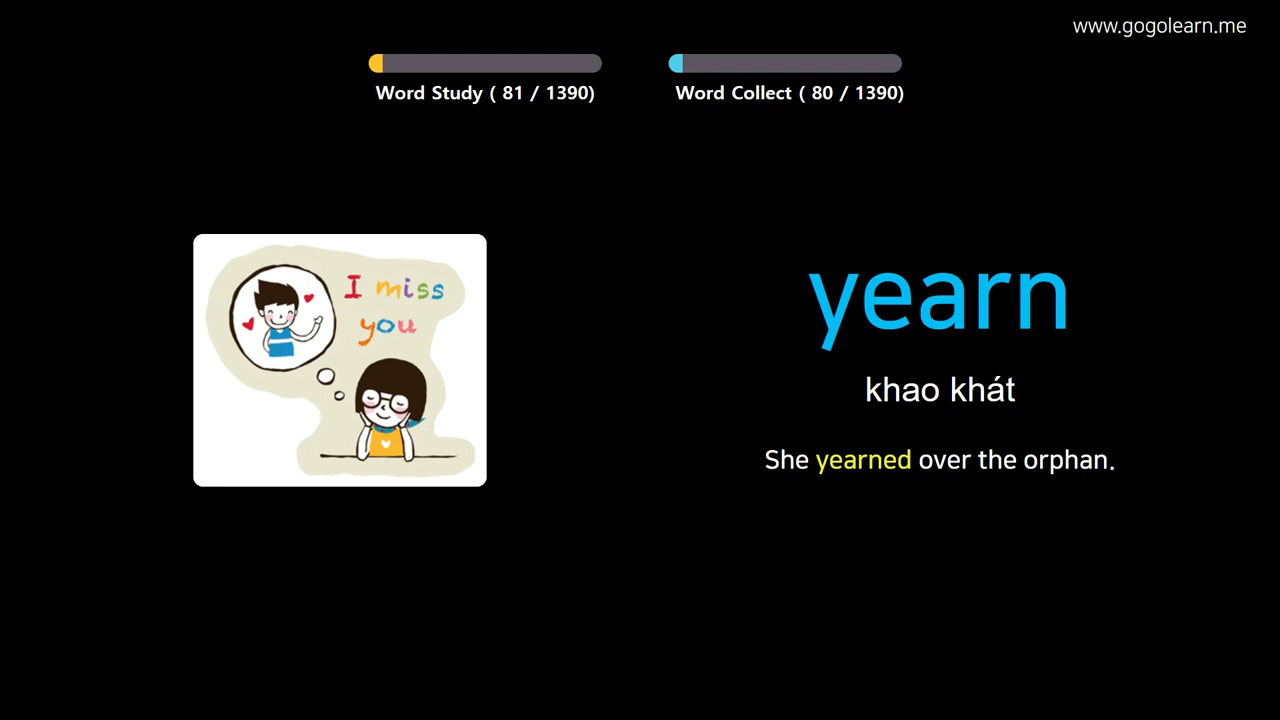 www.gogolearn.me
Word Study ( 81 / 1390)
Word Collect ( 80 / 1390)
I miss
you
yearn
khao khát
She yearned over the orphan.